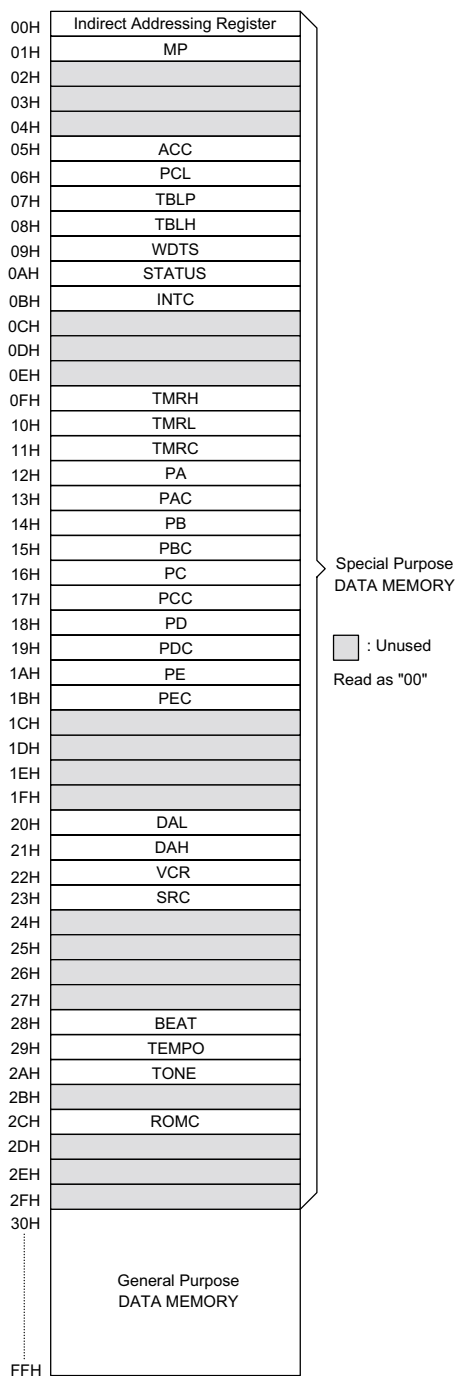 00H Indirect Addressing Register
01H MP
02H
03H
04H
05H ACC
06H PCL
07H TBLP
08H TBLH
09H WDTS
0AH STATUS
0BH INTC
0CH
0DH
0EH
0FH TMRH
10H TMRL
11H TMRC
12H PA
13H PAC
14H PB
15H PBC
16H PC
17H PCC
18H PD
19H PDC
1AH PE
1BH PEC
1CH
1DH
1EH
1FH
20H DAL
21H DAH
22H VCR
23H SRC
24H
25H
26H
27H
28H BEAT
29H TEMPO
2AH TONE
2BH
2CH ROMC
2DH
2EH
2FH
30H
General Purpose
DATA MEMORY
FFH
Special Purpose
DATA MEMORY
: Unused
Read as "00"